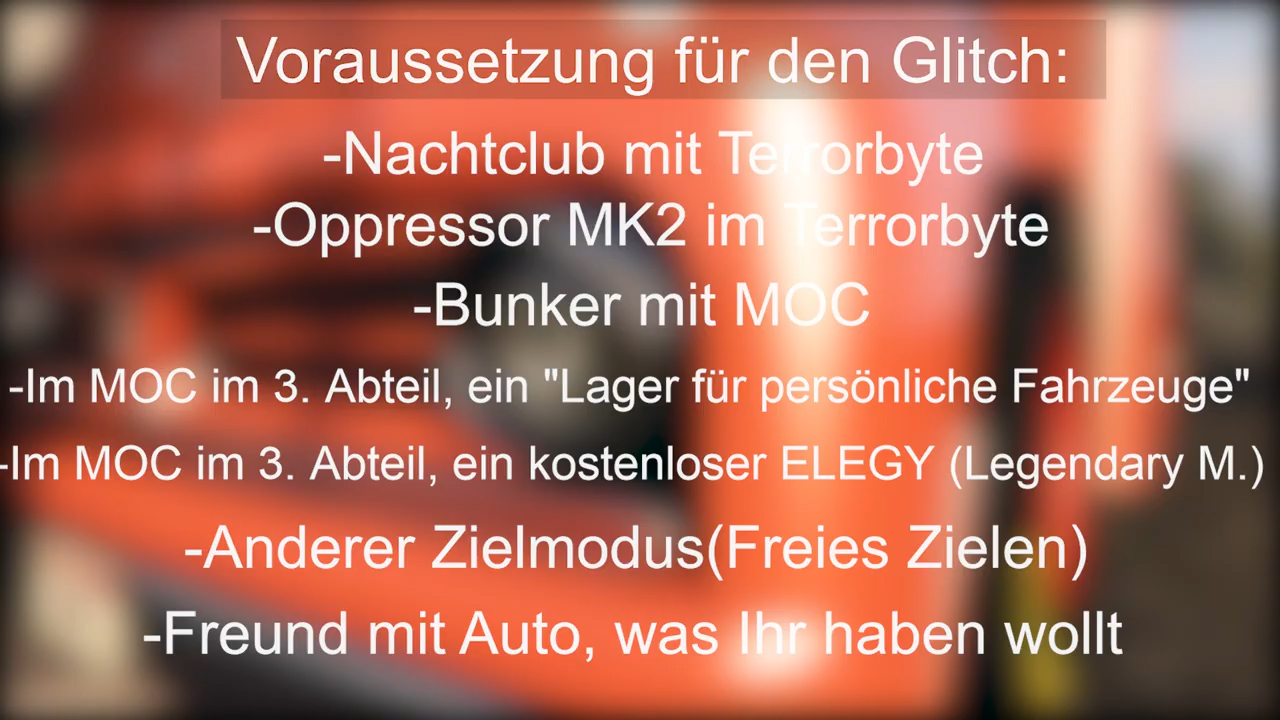 Voraussetzung für den Glitch:
-Nachtclub mit Terrorbyte
-Oppressor MK2 im Terrorbyte
-Bunker mit MOC
-Im MOC im 3. Abteil, ein "Lager für persönliche Fahrzeuge"
-Im MOC im 3. Abteil, ein kostenloser ELEGY (Legendary M.)
-Anderer Zielmodus(Freies Zielen)
-Freund mit Auto, was Ihr haben wollt